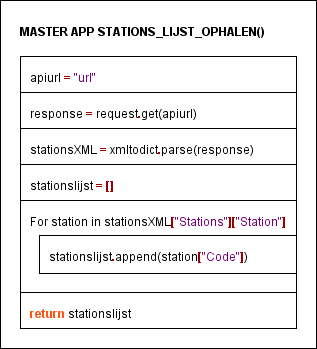 MASTER APP STATIONS_LIJST_OPHALEN()
apiurl = "url"
response = request.get(apiurl)
stationsXML = xmltodict.parse(response)
stationslijst = []
For station in stationsXML["Stations"]["Station"]
stationslijst.append(station["Code"])
return stationslijst